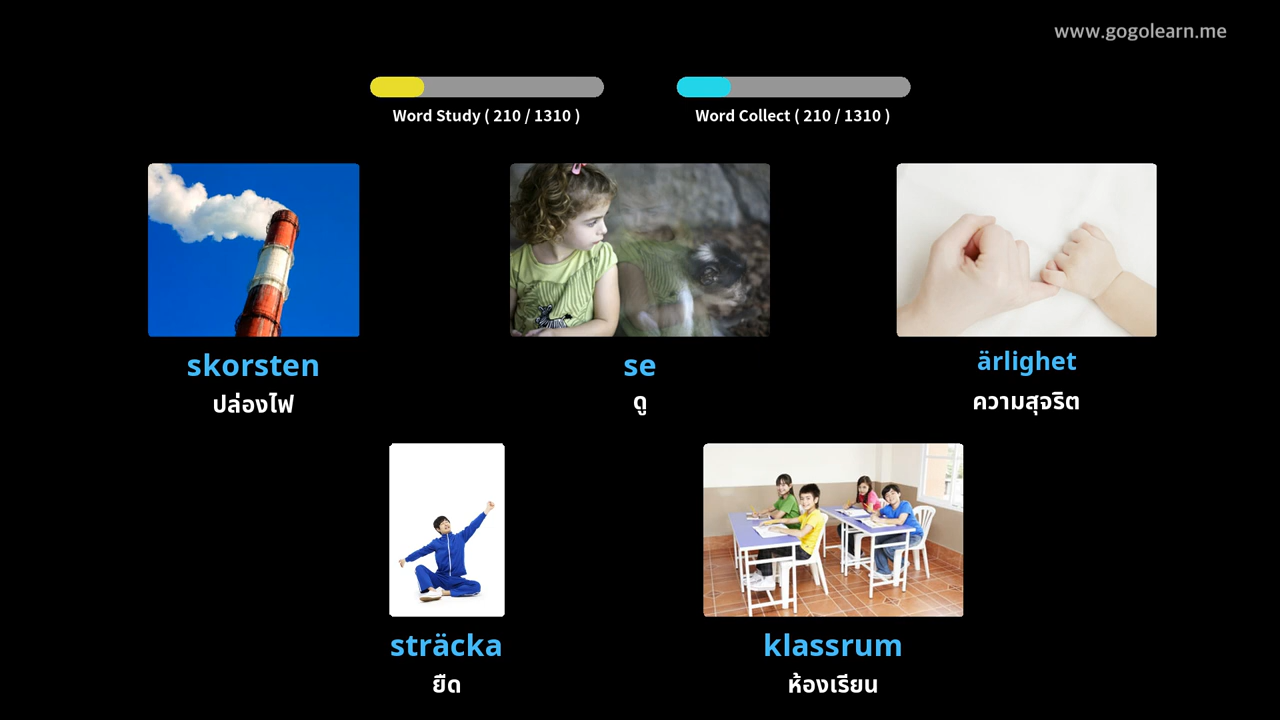 www.gogolearn.me
Word Study ( 210 / 1310 )
Word Collect ( 210 / 1310 )
skorsten
ปล่องไฟ
se
ดู
ärlighet
ความสุจริต
sträcka
ยืด
klassrum
ห้องเรียน